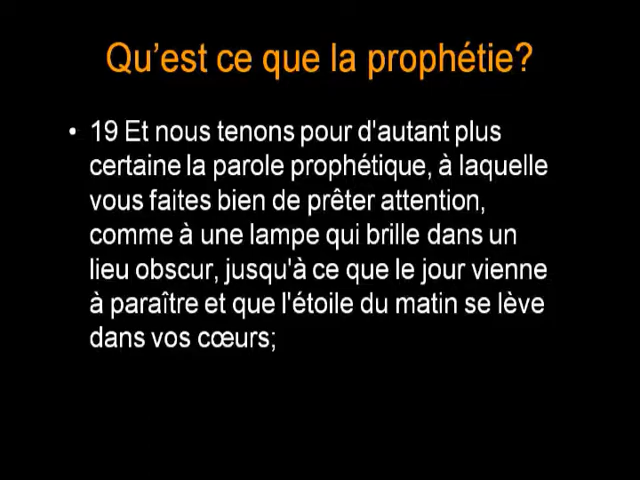 Qu’est ce que la prophétie?
• 19 Et nous tenons pour d'autant plus
certaine la parole prophétique, à laquelle
vous faites bien de prêter attention,
comme à une lampe qui brille dans un
lieu obscur, jusqu'à ce que le jour vienne
à paraître et que l'étoile du matin se lève
dans vos cœurs;